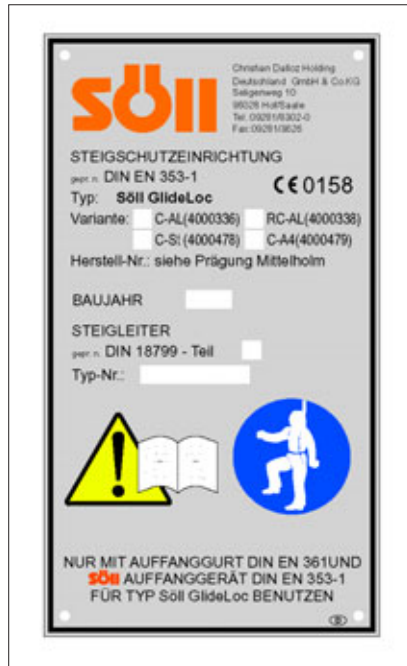 söll
Christian Dalloz Holding
Deutschland GmbH & Co.KG
Seligenweg 10
95028 Hof/Saale
Tel. 09281/8302-0
Fax 09281/3626
STEIGSCHUTZEINRICHTUNG
gepr. n. DIN EN 353-1
CE 0158
Typ: Söll GlideLoc
Variante: C-AL(4000336) RC-AL(4000338)
C-St (4000478) C-A4(4000479)
Herstell-Nr.: siehe Prägung Mittelholm
BAUJAHR
STEIGLEITER
gepr. n. DIN 18799 - Teil
Typ-Nr.:
NUR MIT AUFFANGGURT DIN EN 361UND
söll AUFFANGGERÄT DIN EN 353-1
FÜR TYP Söll GlideLoc BENUTZEN
D